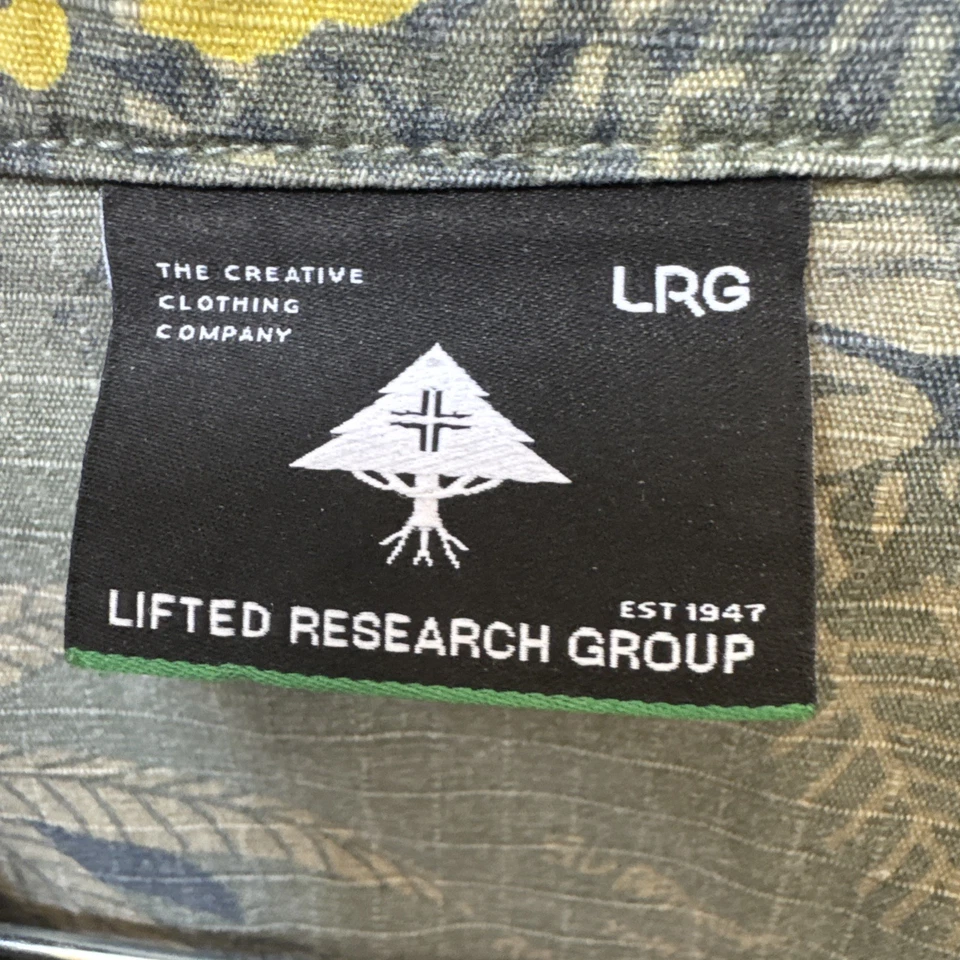 THE CREATIVE
CLOTHING
COMPANY
LRG
EST 1947
LIFTED RESEARCH GROUP